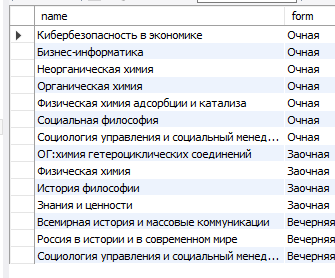 name form
Кибербезопасность в экономике Очная
Бизнес-информатика Очная
Неорганическая химия Очная
Органическая химия Очная
Физическая химия адсорбции и катализа Очная
Социальная философия Очная
Социология управления и социальный менед... Очная
ОГ:химия гетероциклических соединений Заочная
Физическая химия Заочная
История философии Заочная
Знания и ценности Заочная
Всемирная история и массовые коммуникации Вечерняя
Россия в истории и в современном мире Вечерняя
Социология управления и социальный менед... Вечерняя